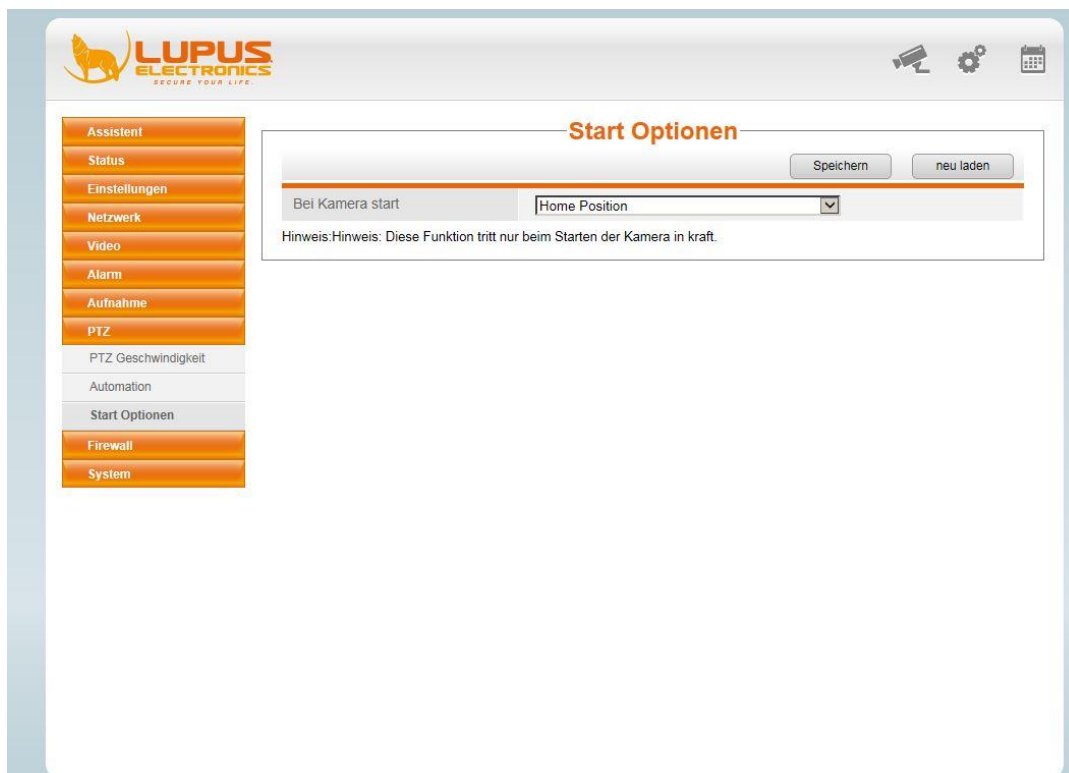 LUPUS
ELECTRONICS
SECURE YOUR LIFE.
Assistent
Status
Einstellungen
Netzwerk
Video
Alarm
Aufnahme
PTZ
PTZ Geschwindigkeit
Automation
Start Optionen
Firewall
System
Start Optionen
Speichern neu laden
Bei Kamera start Home Position
Hinweis:Hinweis: Diese Funktion tritt nur beim Starten der Kamera in kraft.